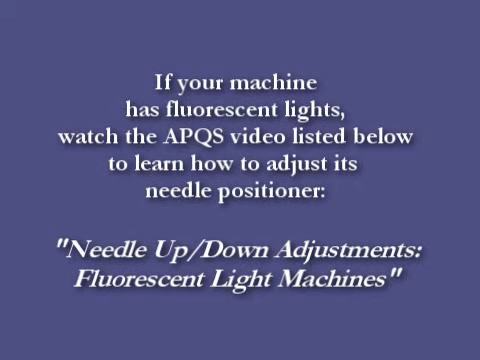 If your machine
has fluorescent lights,
watch the APQS video listed below
to learn how to adjust its
needle positioner:
"Needle Up/Down Adjustments:
Fluorescent Light Machines"